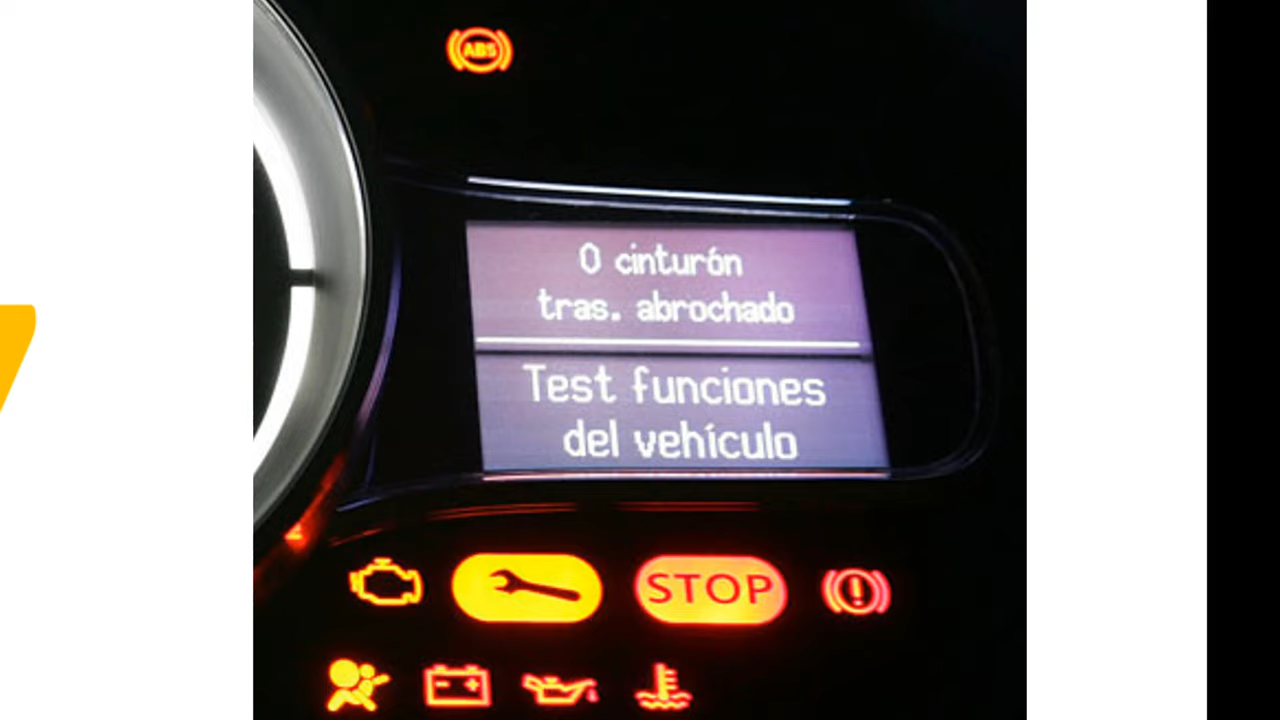 ABS
0 cinturón
tras. abrochado
Test funciones
del vehículo
STOP